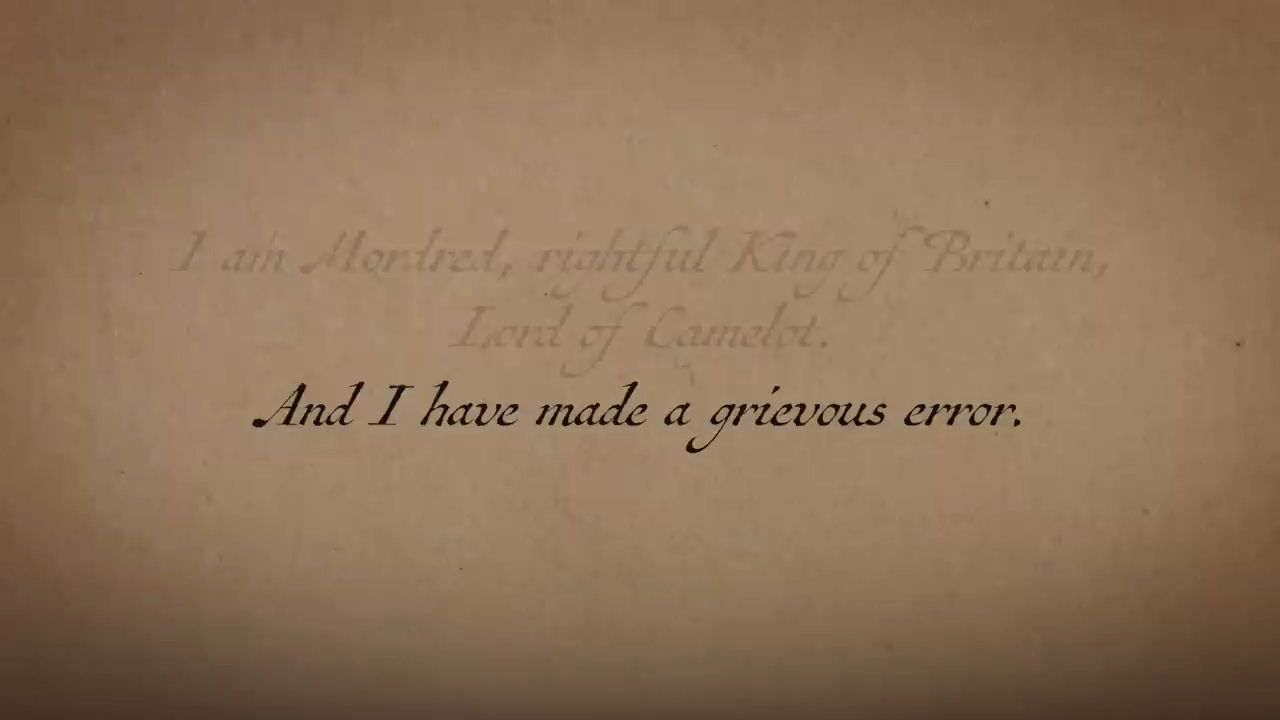 I am Mordred, rightful King of Britain,
Lord of Camelot.
And I have made a grievous error.